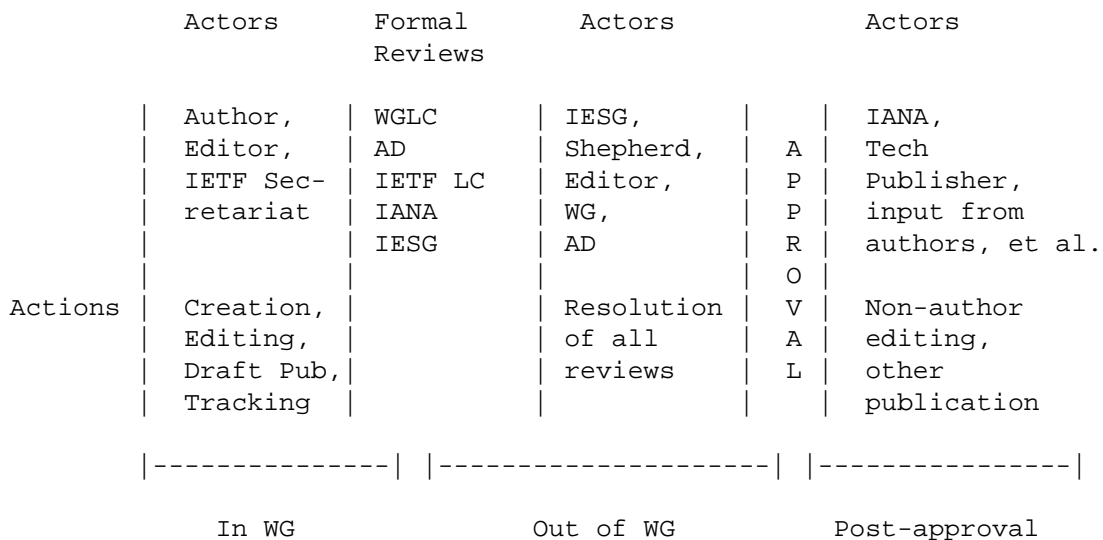 Actors      Formal       Actors            Actors
                        Reviews

         |  Author,   | WGLC      | IESG,      |   |  IANA,
         |  Editor,   | AD        | Shepherd,  | A |  Tech
         |  IETF Sec- | IETF LC   | Editor,    | P |  Publisher,
         |  retariat  | IANA      | WG,        | P |  input from
         |            | IESG      | AD         | R |  authors, et al.
         |            |           |            | O |
Actions  |  Creation, |           | Resolution | V |  Non-author
         |  Editing,  |           | of all     | A |  editing,
         |  Draft Pub,|           | reviews    | L |  other
         |  Tracking  |           |            |   |  publication

         |---------------| |---------------------| |----------------|

              In WG                Out of WG          Post-approval